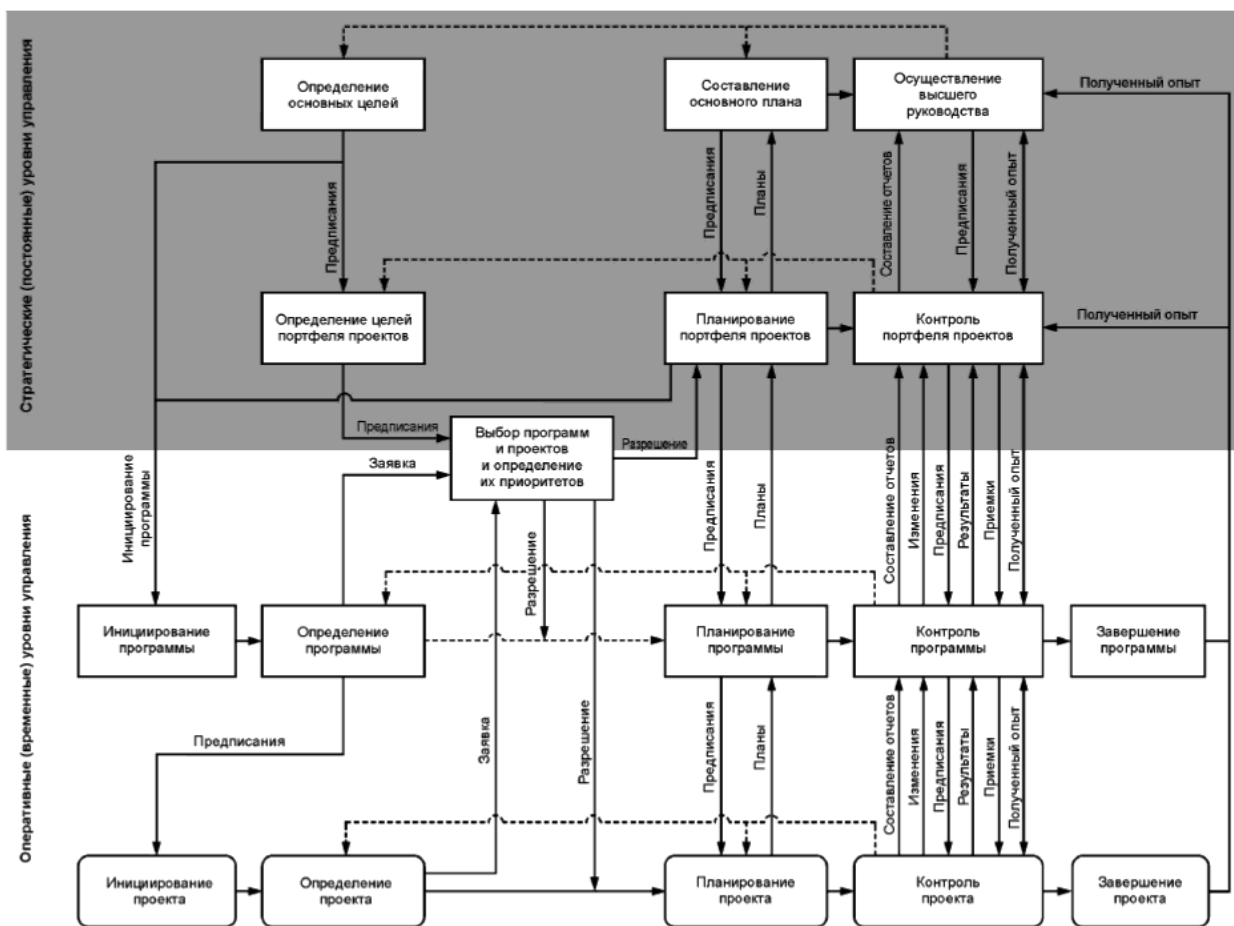 Стратегические (постоянные) уровни управления
Определение
основных целей
Составление
основного плана
Осуществление
высшего
руководства
Полученный опыт
Предписания
Предписания
Планы
Составление отчетов
Предписания
Полученный опыт
Определение целей
портфеля проектов
Планирование
портфеля проектов
Контроль
портфеля проектов
Полученный опыт
Предписания
Выбор программ
и проектов
и определение
их приоритетов
Разрешение
Оперативные (временные) уровни управления
Заявка
Инициирование
программы
Разрешение
Предписания
Планы
Составление отчетов
Изменения
Предписания
Результаты
Приемки
Полученный опыт
Инициирование
программы
Определение
программы
Планирование
программы
Контроль
программы
Завершение
программы
Предписания
Заявка
Разрешение
Предписания
Планы
Составление отчетов
Изменения
Предписания
Результаты
Приемки
Полученный опыт
Инициирование
проекта
Определение
проекта
Планирование
проекта
Контроль
проекта
Завершение
проекта